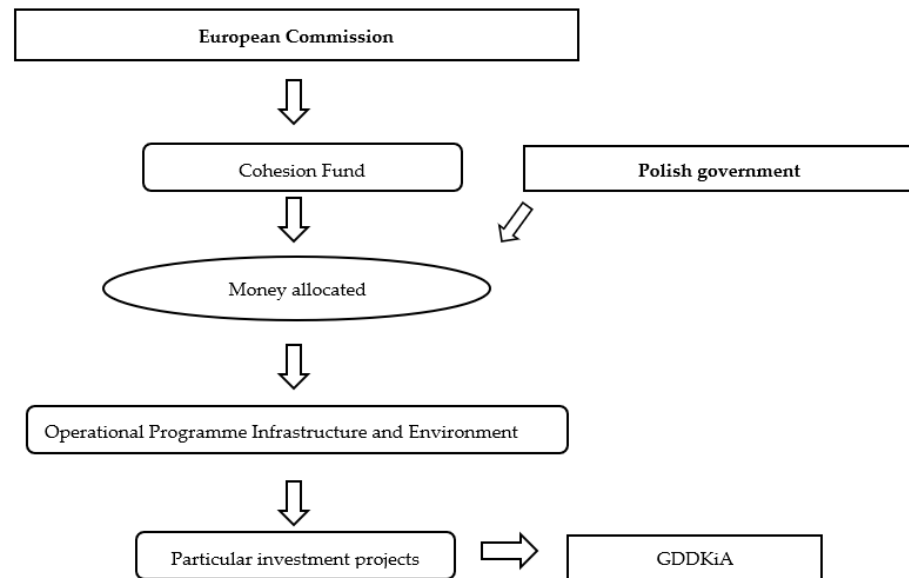 European Commission
Cohesion Fund
Polish government
Money allocated
Operational Programme Infrastructure and Environment
Particular investment projects
GDDKiA